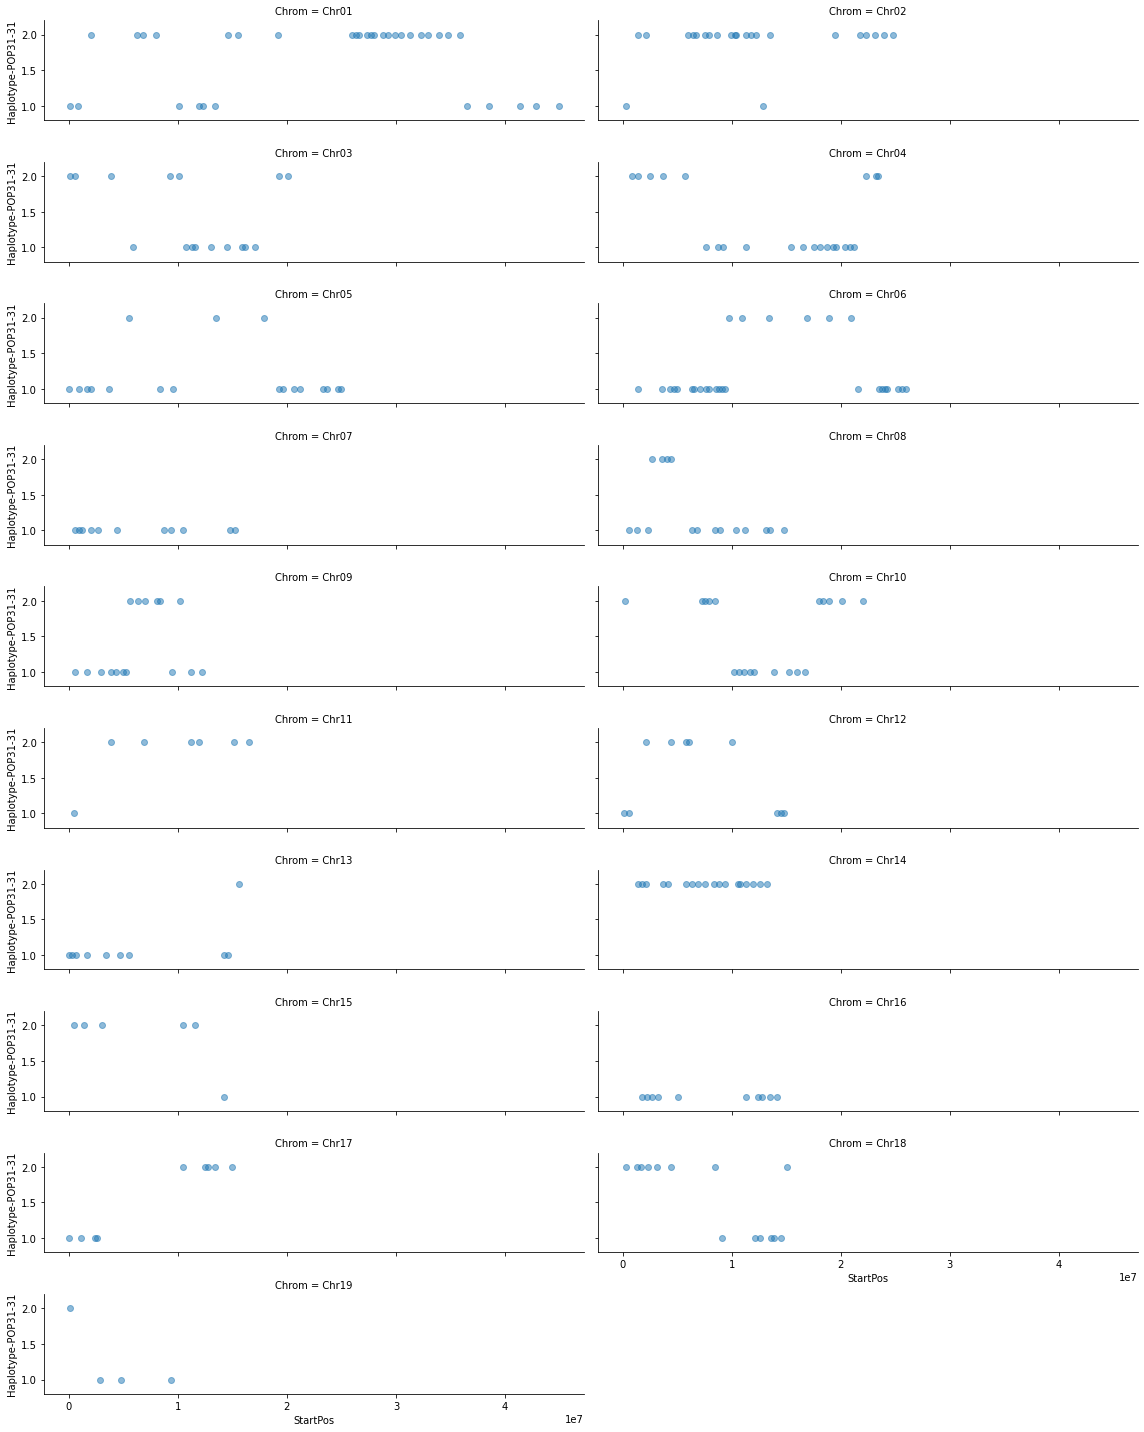 Chrom = Chr01
Chrom = Chr02
Haplotype-POP31-31
2.0
1.5
1.0
Chrom = Chr03
Chrom = Chr04
Haplotype-POP31-31
2.0
1.5
1.0
Chrom = Chr05
Chrom = Chr06
Haplotype-POP31-31
2.0
1.5
1.0
Chrom = Chr07
Chrom = Chr08
Haplotype-POP31-31
2.0
1.5
1.0
Chrom = Chr09
Chrom = Chr10
Haplotype-POP31-31
2.0
1.5
1.0
Chrom = Chr11
Chrom = Chr12
Haplotype-POP31-31
2.0
1.5
1.0
Chrom = Chr13
Chrom = Chr14
Haplotype-POP31-31
2.0
1.5
1.0
Chrom = Chr15
Chrom = Chr16
Haplotype-POP31-31
2.0
1.5
1.0
Chrom = Chr17
Chrom = Chr18
Haplotype-POP31-31
2.0
1.5
1.0
0 1 2 3 4
StartPos
1e7
Chrom = Chr19
Haplotype-POP31-31
2.0
1.5
1.0
0 1 2 3 4
StartPos
1e7